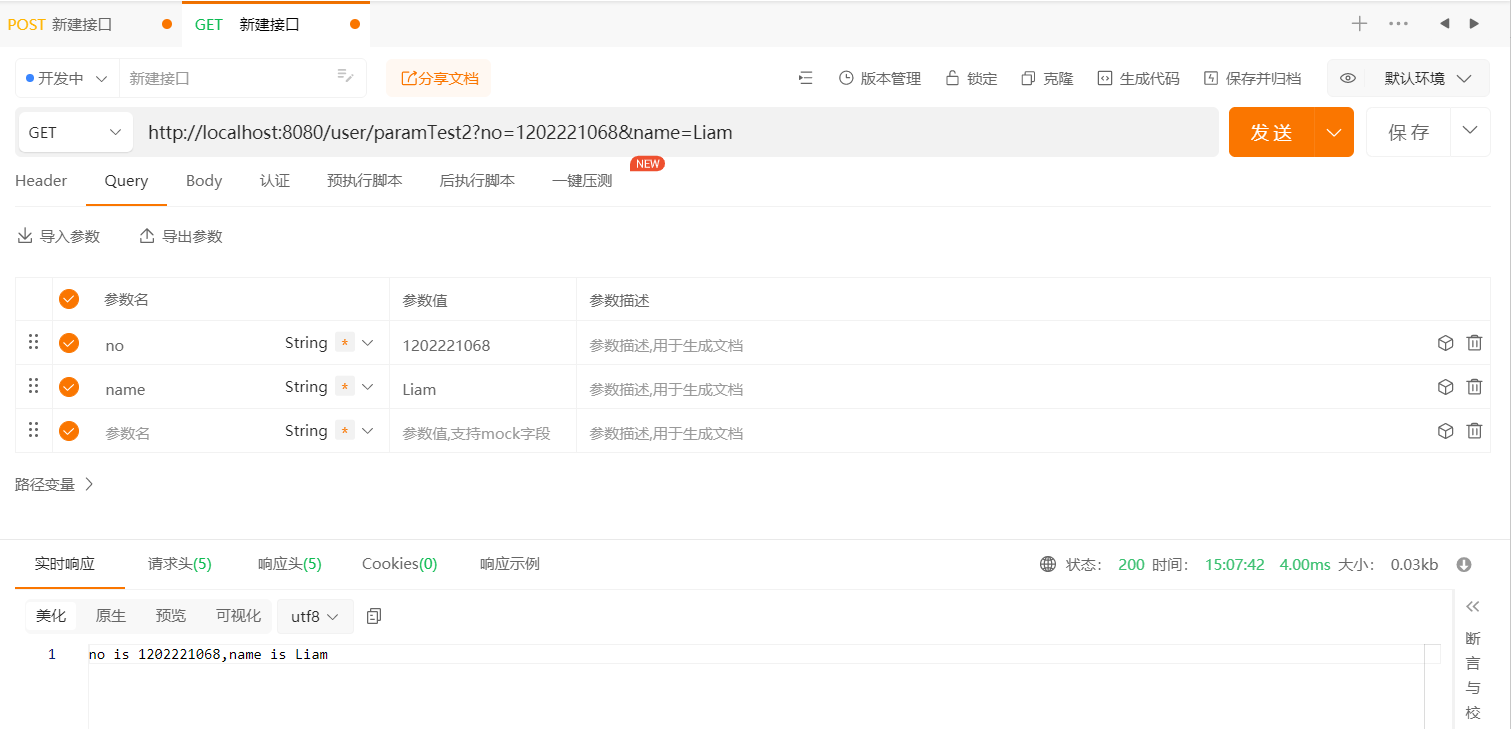 POST 新建接口 GET 新建接口
开发中 新建接口 分享文档 版本管理 锁定 克隆 生成代码 保存并归档 默认环境
GET http://localhost:8080/user/paramTest2?no=1202221068&name=Liam 发送 保存
NEW
Header Query Body 认证 预执行脚本 后执行脚本 一键压测
导入参数 导出参数
参数名 参数值 参数描述
no String * 1202221068 参数描述,用于生成文档
name String * Liam 参数描述,用于生成文档
参数名 String * 参数值,支持mock字段 参数描述,用于生成文档
路径变量
实时响应 请求头(5) 响应头(5) Cookies(0) 响应示例 状态: 200 时间: 15:07:42 4.00ms 大小: 0.03kb
美化 原生 预览 可视化 utf8
1 no is 1202221068,name is Liam
断
言
与
校